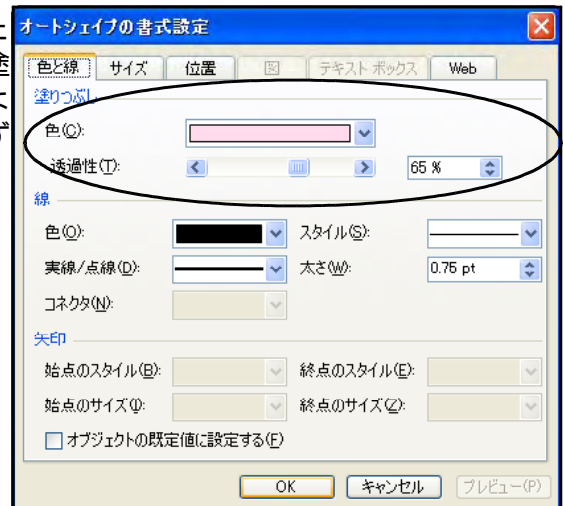 オートシェイプの書式設定
色と線 サイズ 位置 図 テキスト ボックス Web
塗りつぶし
色(C):
透過性(T): 65 %
線
色(O): スタイル(S):
実線/点線(D): 太さ(W): 0.75 pt
コネクタ(N):
矢印
始点のスタイル(B): 終点のスタイル(E):
始点のサイズ(I): 終点のサイズ(Z):
オブジェクトの既定値に設定する(F)
OK キャンセル プレビュー(P)